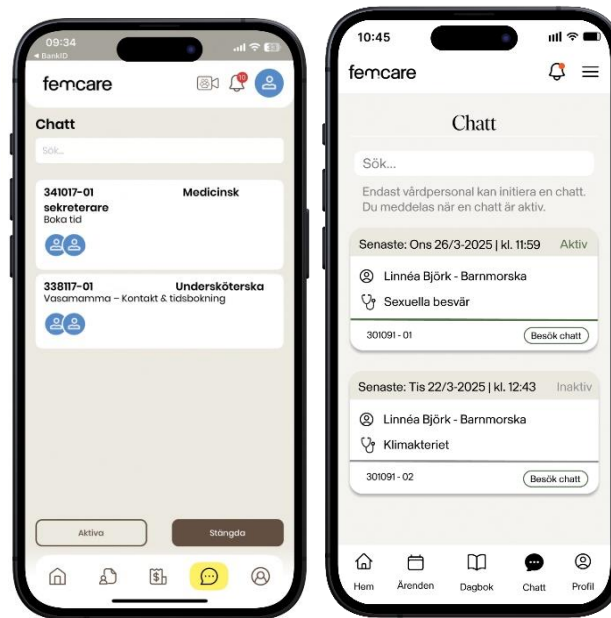 09:34
◂ BankID
femcare
10
Chatt
Sök...
341017-01 Medicinsk
sekreterare
Boka tid
338117-01 Undersköterska
Vasamamma – Kontakt & tidsbokning
Aktiva
Stängda
10:45
femcare
Chatt
Sök...
Endast vårdpersonal kan initiera en chatt.
Du meddelas när en chatt är aktiv.
Senaste: Ons 26/3-2025 | kl. 11:59 Aktiv
Linnéa Björk - Barnmorska
Sexuella besvär
301091 - 01 Besök chatt
Senaste: Tis 22/3-2025 | kl. 12:43 Inaktiv
Linnéa Björk - Barnmorska
Klimakteriet
301091 - 02 Besök chatt
Hem Ärenden Dagbok Chatt Profil